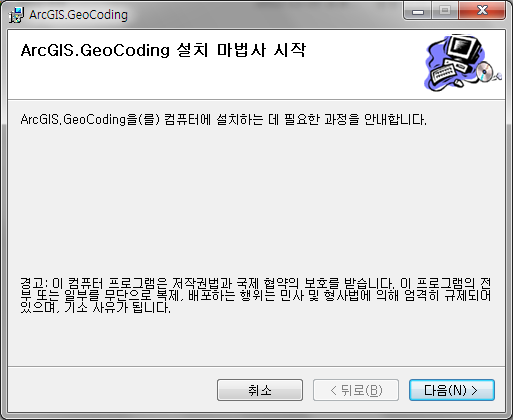 ArcGIS.GeoCoding
ArcGIS.GeoCoding 설치 마법사 시작
ArcGIS.GeoCoding을(를) 컴퓨터에 설치하는 데 필요한 과정을 안내합니다.
경고: 이 컴퓨터 프로그램은 저작권법과 국제 협약의 보호를 받습니다. 이 프로그램의 전
부 또는 일부를 무단으로 복제, 배포하는 행위는 민사 및 형사법에 의해 엄격히 규제되어
있으며, 기소 사유가 됩니다.
취소 < 뒤로(B) 다음(N) >